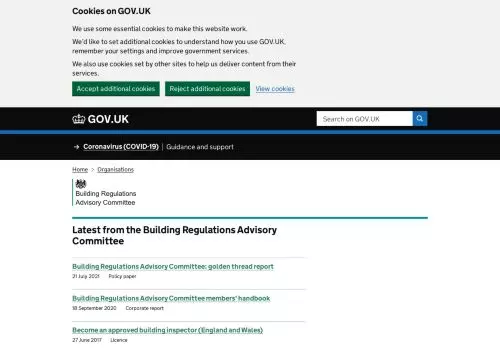 Cookies on GOV.UK
We use some essential cookies to make this website work.
We'd like to set additional cookies to understand how you use GOV.UK,
remember your settings and improve government services.
We also use cookies set by other sites to help us deliver content from their
services.
Accept additional cookies Reject additional cookies View cookies
GOV.UK Search on GOV.UK
→ Coronavirus (COVID-19) | Guidance and support
Home > Organisations
Building Regulations
Advisory Committee
Latest from the Building Regulations Advisory
Committee
Building Regulations Advisory Committee: golden thread report
21 July 2021 Policy paper
Building Regulations Advisory Committee members' handbook
18 September 2020 Corporate report
Become an approved building inspector (England and Wales)
27 June 2017 Licence